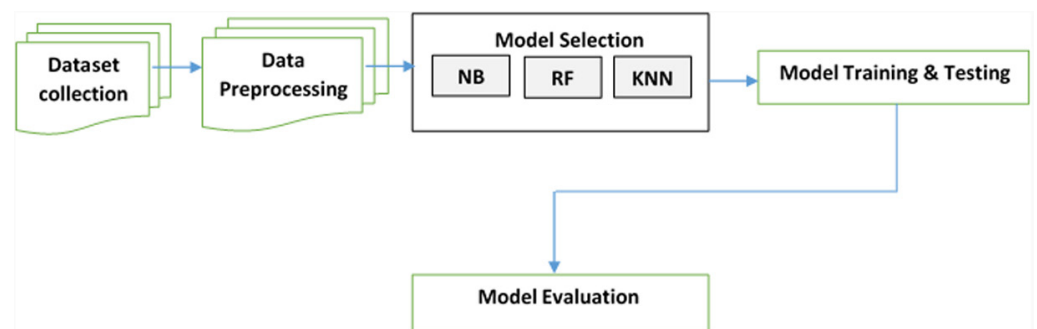 Dataset
collection
Data
Preprocessing
Model Selection
NB
RF
KNN
Model Training & Testing
Model Evaluation